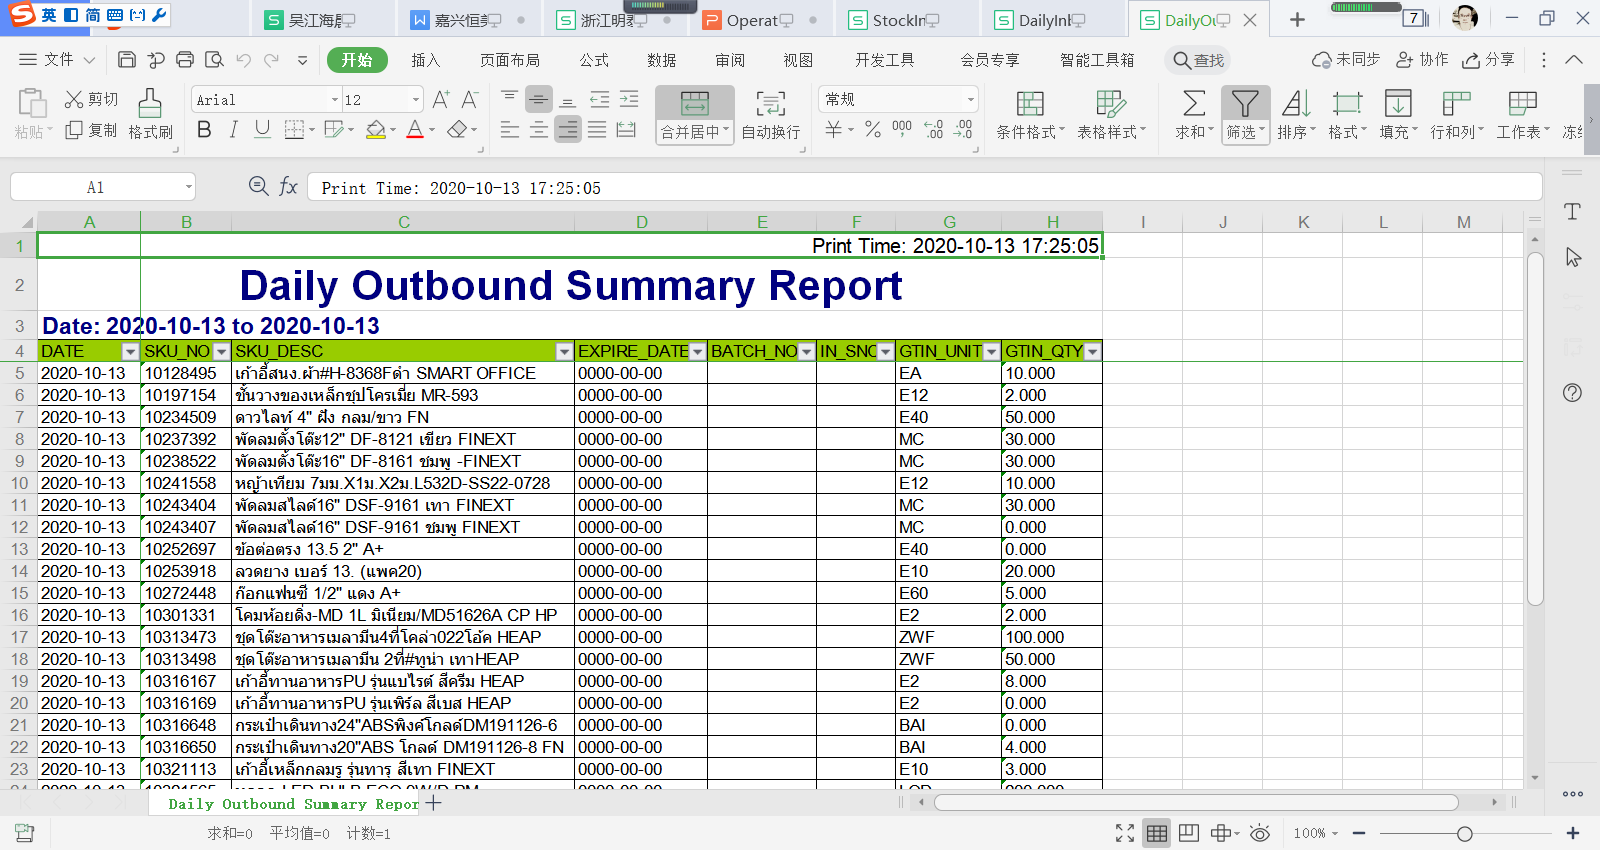 英 简
吴江海晟 嘉兴恒美 浙江明 Operat StockIn DailyInl DailyOu 7
文件 开始 插入 页面布局 公式 数据 审阅 视图 开发工具 会员专享 智能工具箱 查找 未同步 协作 分享
粘贴 剪切 复制 格式刷 Arial 12 合并居中 自动换行 常规 条件格式 表格样式 求和 筛选 排序 格式 填充 行和列 工作表 冻结
A1 fx Print Time: 2020-10-13 17:25:05
A B C D E F G H I J K L M
1 Print Time: 2020-10-13 17:25:05
2 Daily Outbound Summary Report
3 Date: 2020-10-13 to 2020-10-13
4 DATE SKU_NO SKU_DESC EXPIRE_DATE BATCH_NO IN_SNO GTIN_UNIT GTIN_QTY
5 2020-10-13 10128495 เก้าอี้สนง.ผ้า#H-8368Fดำ SMART OFFICE 0000-00-00 EA 10.000
6 2020-10-13 10197154 ชั้นวางของเหล็กชุปโครเมี่ย MR-593 0000-00-00 E12 2.000
7 2020-10-13 10234509 ดาวไลท์ 4" ฝัง กลม/ขาว FN 0000-00-00 E40 50.000
8 2020-10-13 10237392 พัดลมตั้งโต๊ะ12" DF-8121 เขียว FINEXT 0000-00-00 MC 30.000
9 2020-10-13 10238522 พัดลมตั้งโต๊ะ16" DF-8161 ชมพู -FINEXT 0000-00-00 MC 30.000
10 2020-10-13 10241558 หญ้าเทียม 7มม.X1ม.X2ม.L532D-SS22-0728 0000-00-00 E12 10.000
11 2020-10-13 10243404 พัดลมสไลด์16" DSF-9161 เทา FINEXT 0000-00-00 MC 30.000
12 2020-10-13 10243407 พัดลมสไลด์16" DSF-9161 ชมพู FINEXT 0000-00-00 MC 0.000
13 2020-10-13 10252697 ข้อต่อตรง 13.5 2" A+ 0000-00-00 E40 0.000
14 2020-10-13 10253918 ลวดยาง เบอร์ 13. (แพค20) 0000-00-00 E10 20.000
15 2020-10-13 10272448 ก๊อกแฟนซี 1/2" แดง A+ 0000-00-00 E60 5.000
16 2020-10-13 10301331 โคมห้อยดิ่ง-MD 1L มิเนียม/MD51626A CP HP 0000-00-00 E2 2.000
17 2020-10-13 10313473 ชุดโต๊ะอาหารเมลามีน4ที่โคล่า022โอ้ค HEAP 0000-00-00 ZWF 100.000
18 2020-10-13 10313498 ชุดโต๊ะอาหารเมลามีน 2ที่#ทูน่า เทาHEAP 0000-00-00 ZWF 50.000
19 2020-10-13 10316167 เก้าอี้ทานอาหารPU รุ่นแบไรต์ สีครีม HEAP 0000-00-00 E2 8.000
20 2020-10-13 10316169 เก้าอี้ทานอาหารPU รุ่นเพิร์ล สีเบส HEAP 0000-00-00 E2 0.000
21 2020-10-13 10316648 กระเป๋าเดินทาง24"ABSพิงค์โกลด์DM191126-6 0000-00-00 BAI 0.000
22 2020-10-13 10316650 กระเป๋าเดินทาง20"ABS โกลด์ DM191126-8 FN 0000-00-00 BAI 4.000
23 2020-10-13 10321113 เก้าอี้เหล็กกลมรู รุ่นทารุ สีเทา FINEXT 0000-00-00 E10 3.000
Daily Outbound Summary Repor
求和=0 平均值=0 计数=1 100%